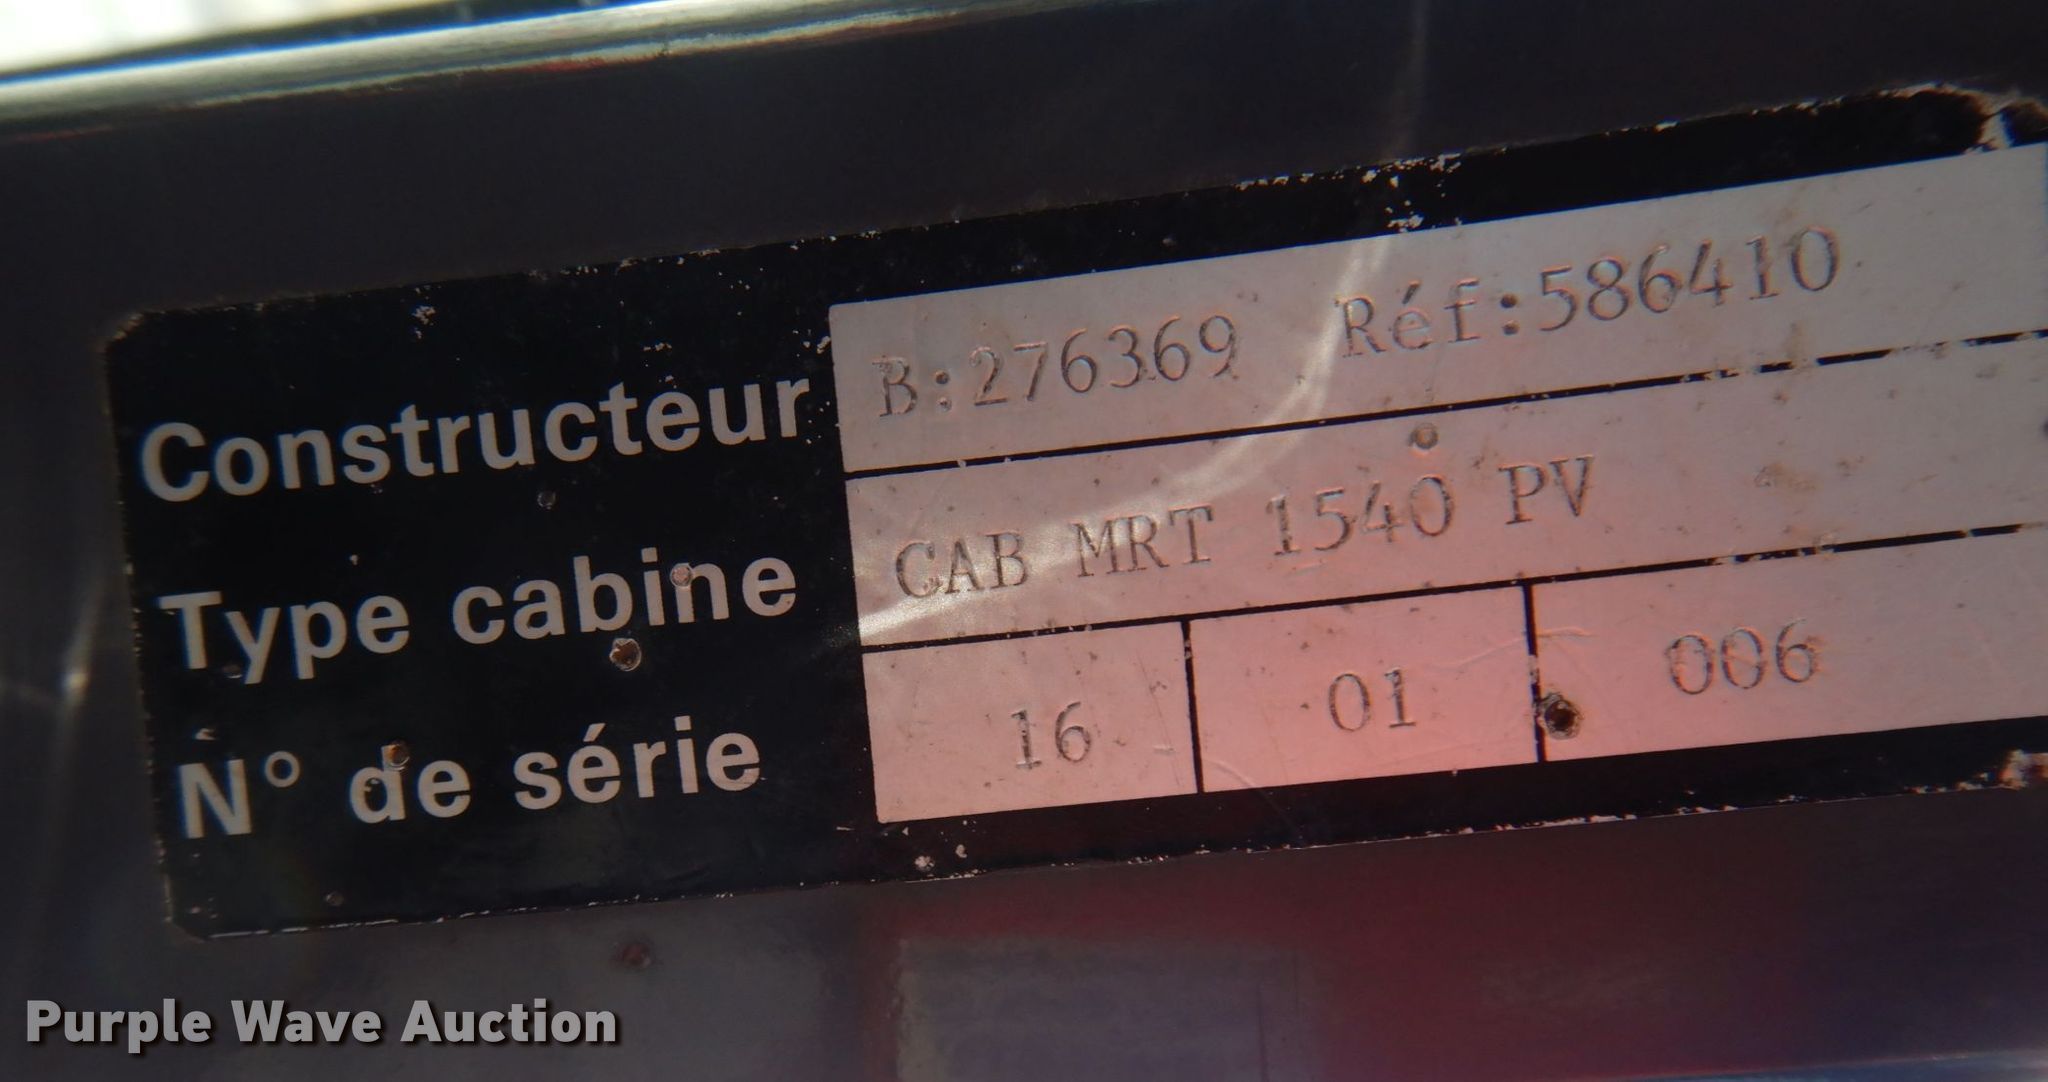 Constructeur B:276369 Réf:586410
Type cabine CAB MRT 1540 PV
N° de série 16 01 006
Purple Wave Auction